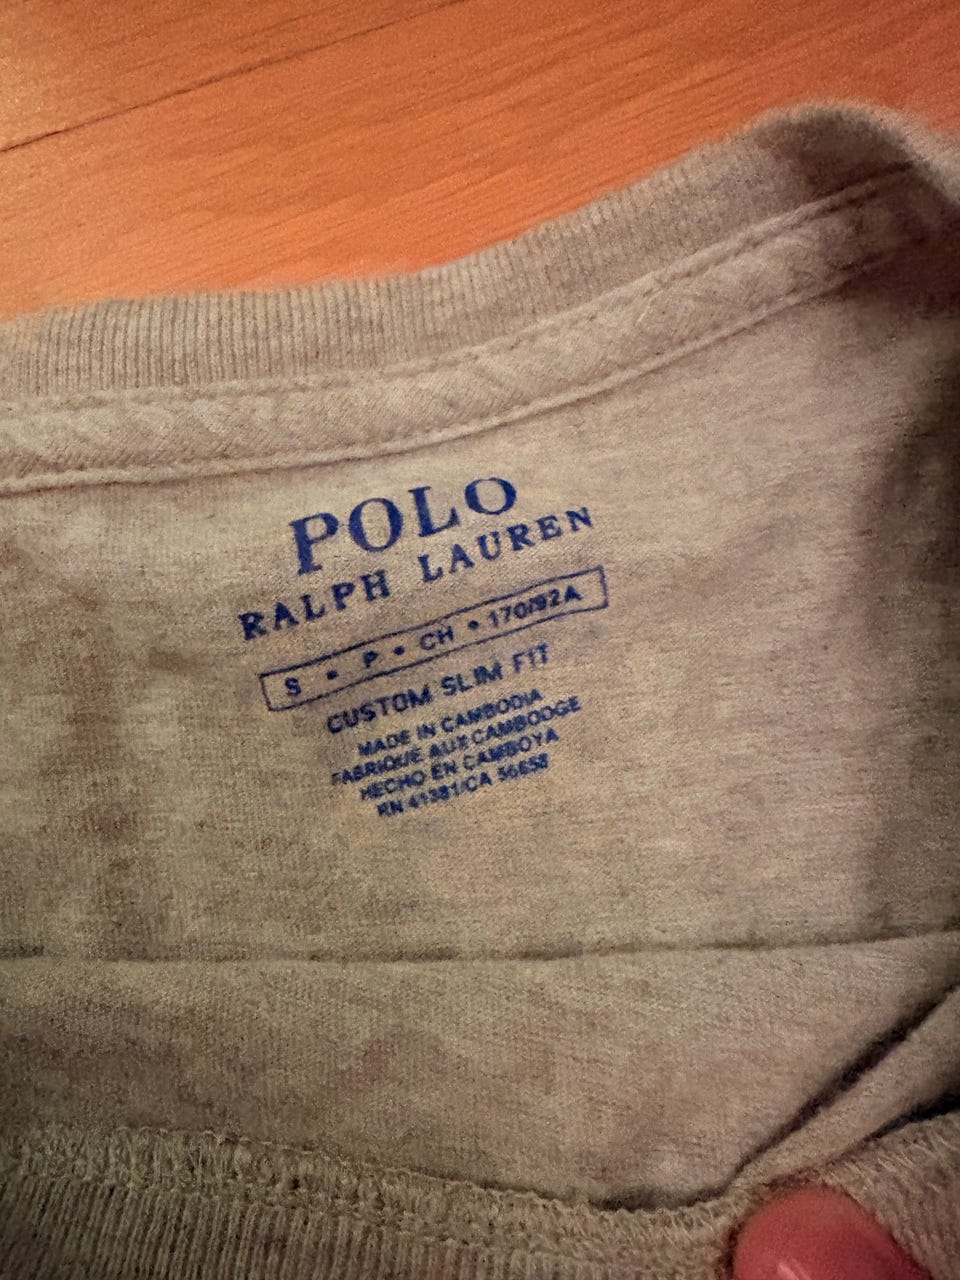 POLO
RALPH LAUREN
S • P • CH • 170/92A
CUSTOM SLIM FIT
MADE IN CAMBODIA
FABRIQUÉ AUX CAMBODGE
HECHO EN CAMBOYA
RN 41381/CA 56658